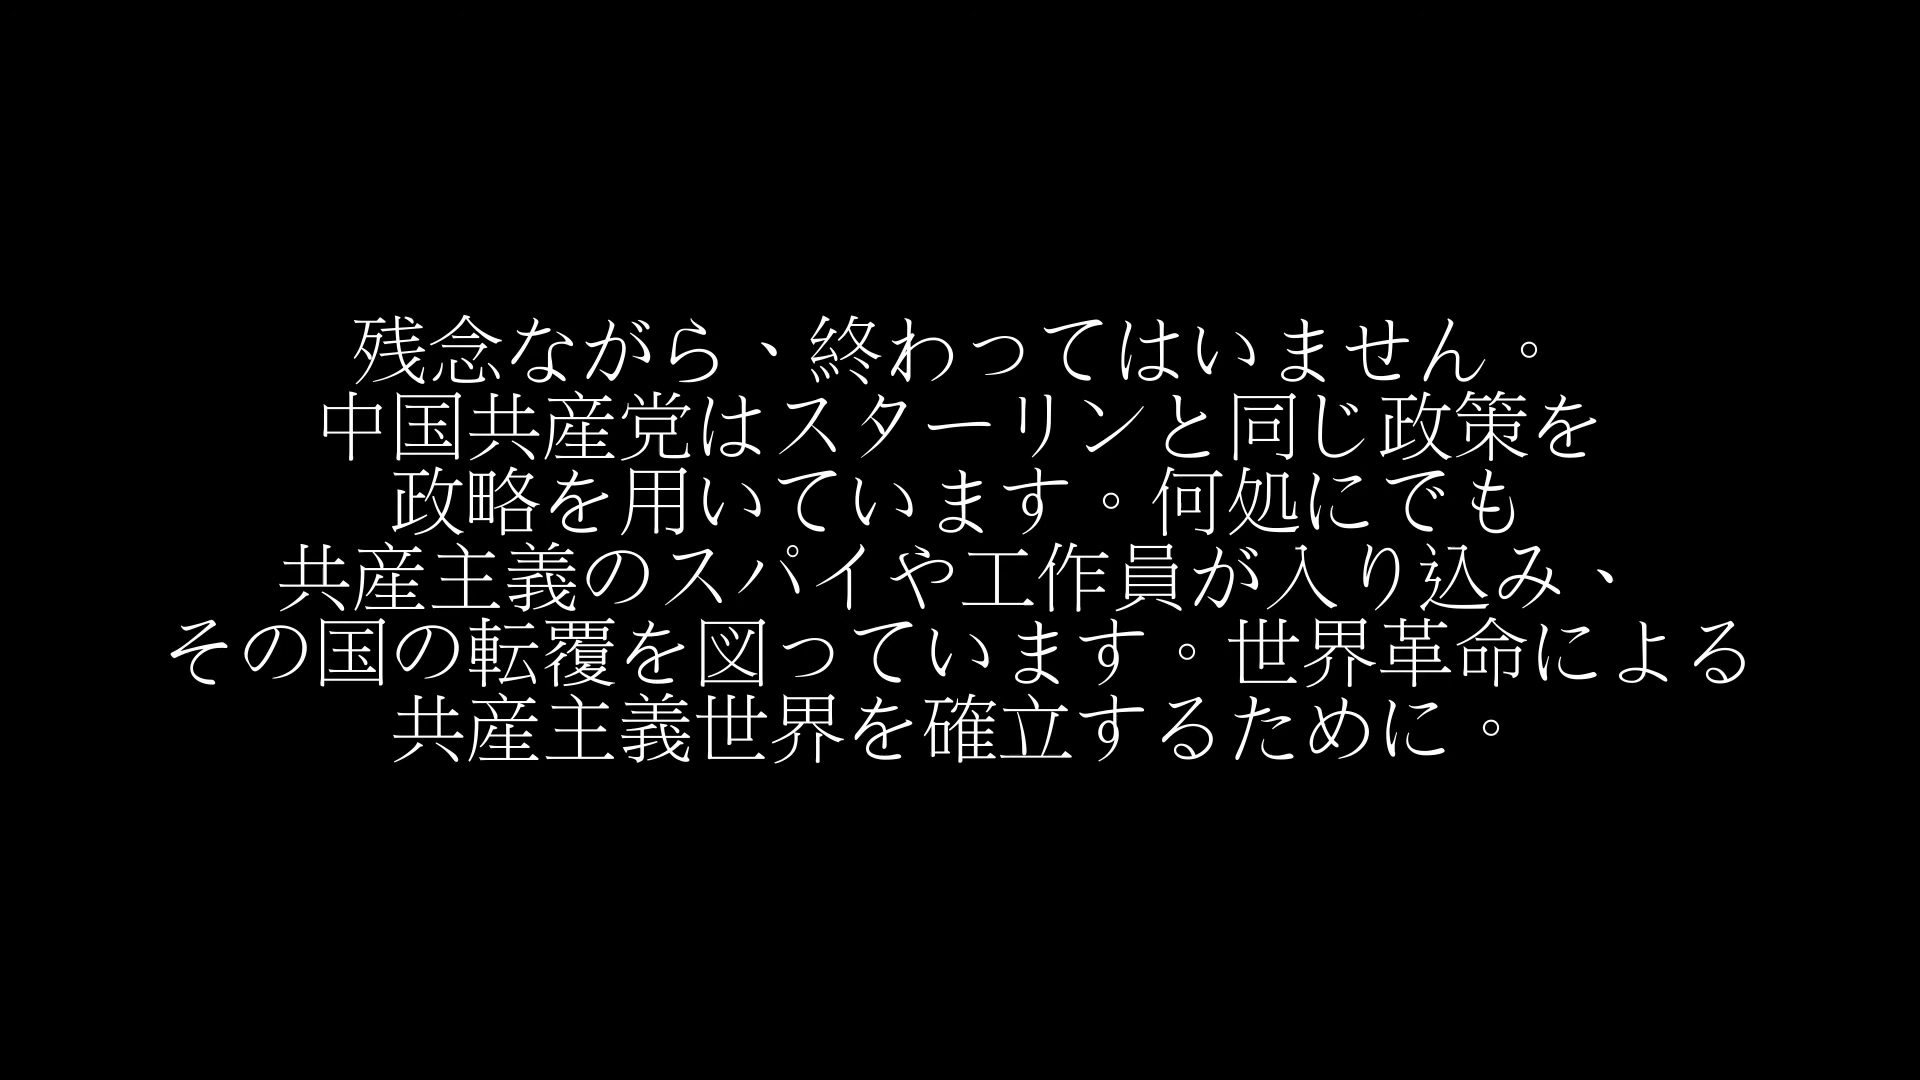 残念ながら、終わってはいません。
中国共産党はスターリンと同じ政策を
政略を用いています。何処にでも
共産主義のスパイや工作員が入り込み、
その国の転覆を図っています。世界革命による
共産主義世界を確立するために。